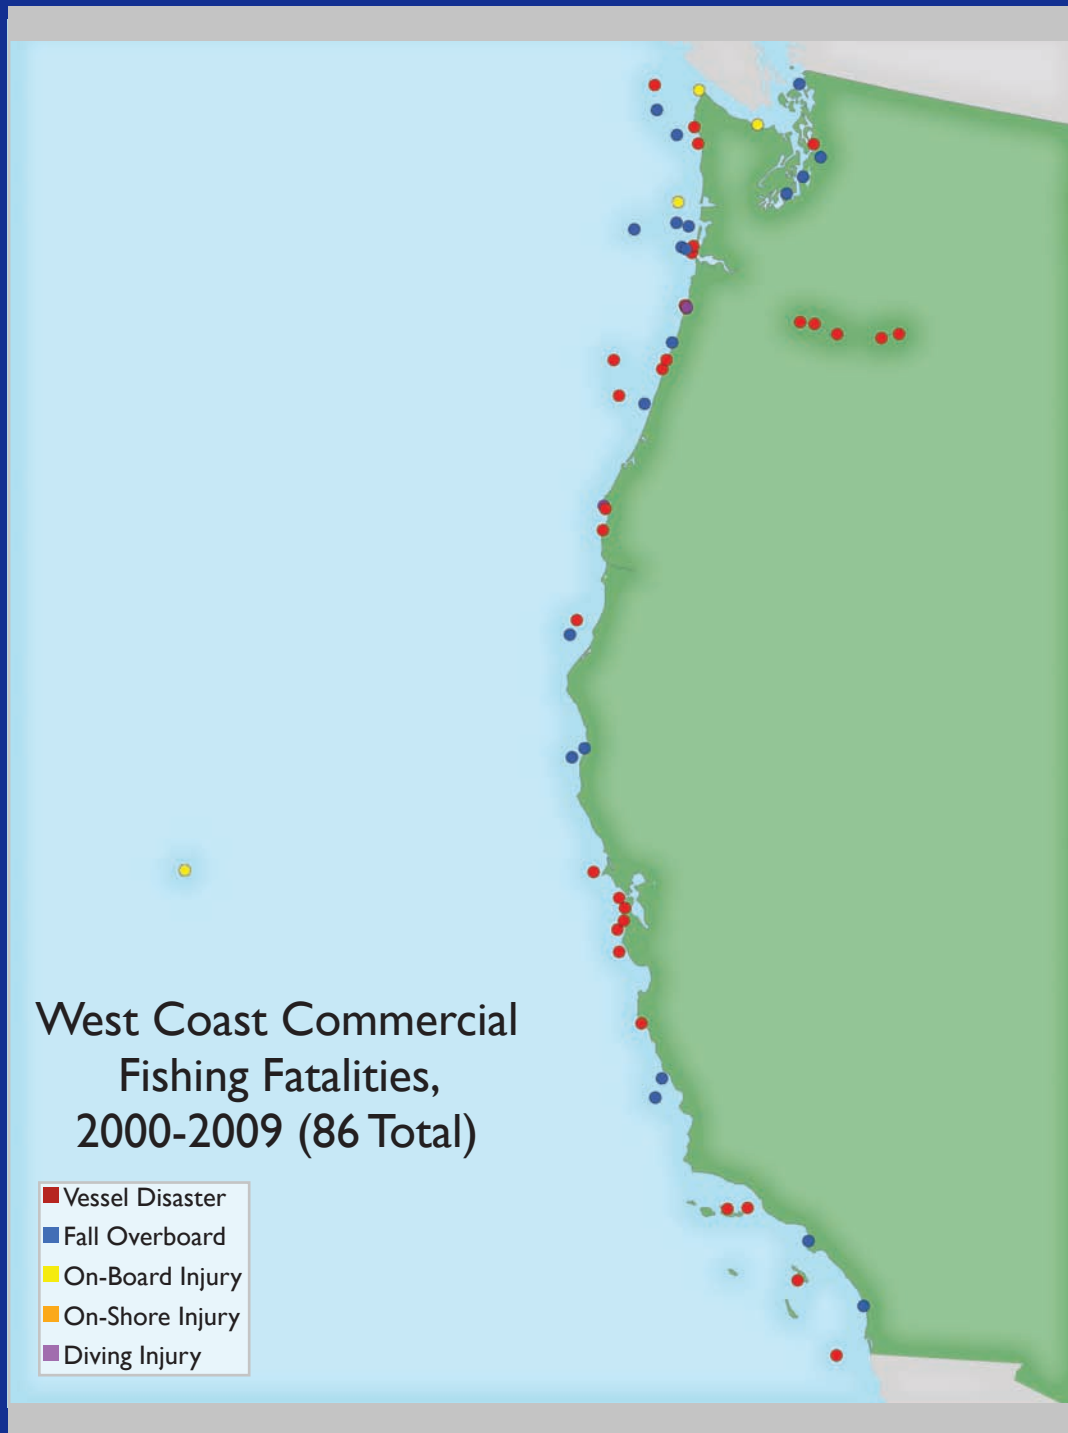 West Coast Commercial
Fishing Fatalities,
2000-2009 (86 Total)
Vessel Disaster
Fall Overboard
On-Board Injury
On-Shore Injury
Diving Injury